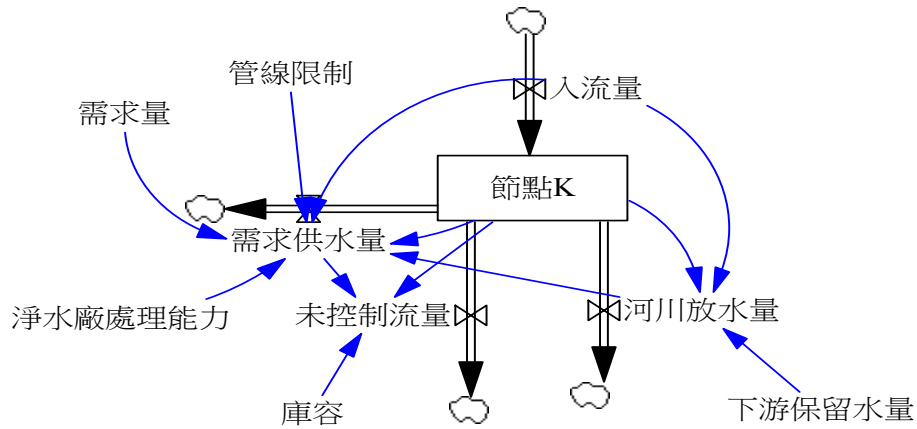 管線限制
入流量
需求量
節點K
需求供水量
淨水廠處理能力
未控制流量
河川放水量
庫容
下游保留水量